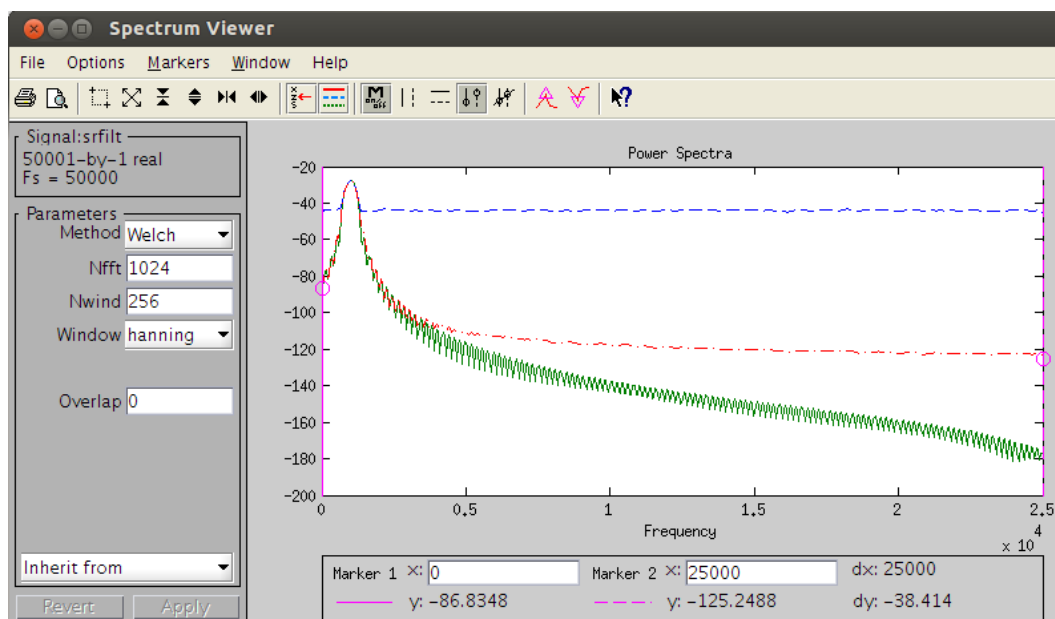 Spectrum Viewer
File Options Markers Window Help
Signal:srfilt
50001-by-1 real
Fs = 50000
Parameters
Method Welch
Nfft 1024
Nwind 256
Window hanning
Overlap 0
Inherit from
Revert Apply
Power Spectra
-20
-40
-60
-80
-100
-120
-140
-160
-180
-200
0 0.5 1 1.5 2 2.5
Frequency
x 10 4
Marker 1 x: 0 Marker 2 x: 25000 dx: 25000
y: -86.8348 y: -125.2488 dy: -38.414